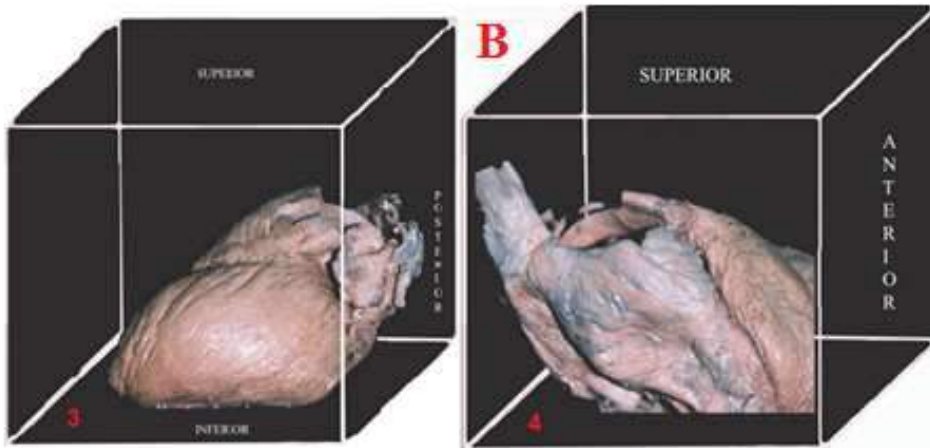 SUPERIOR
POSTERIOR
3
INFERIOR
B
SUPERIOR
ANTERIOR
4